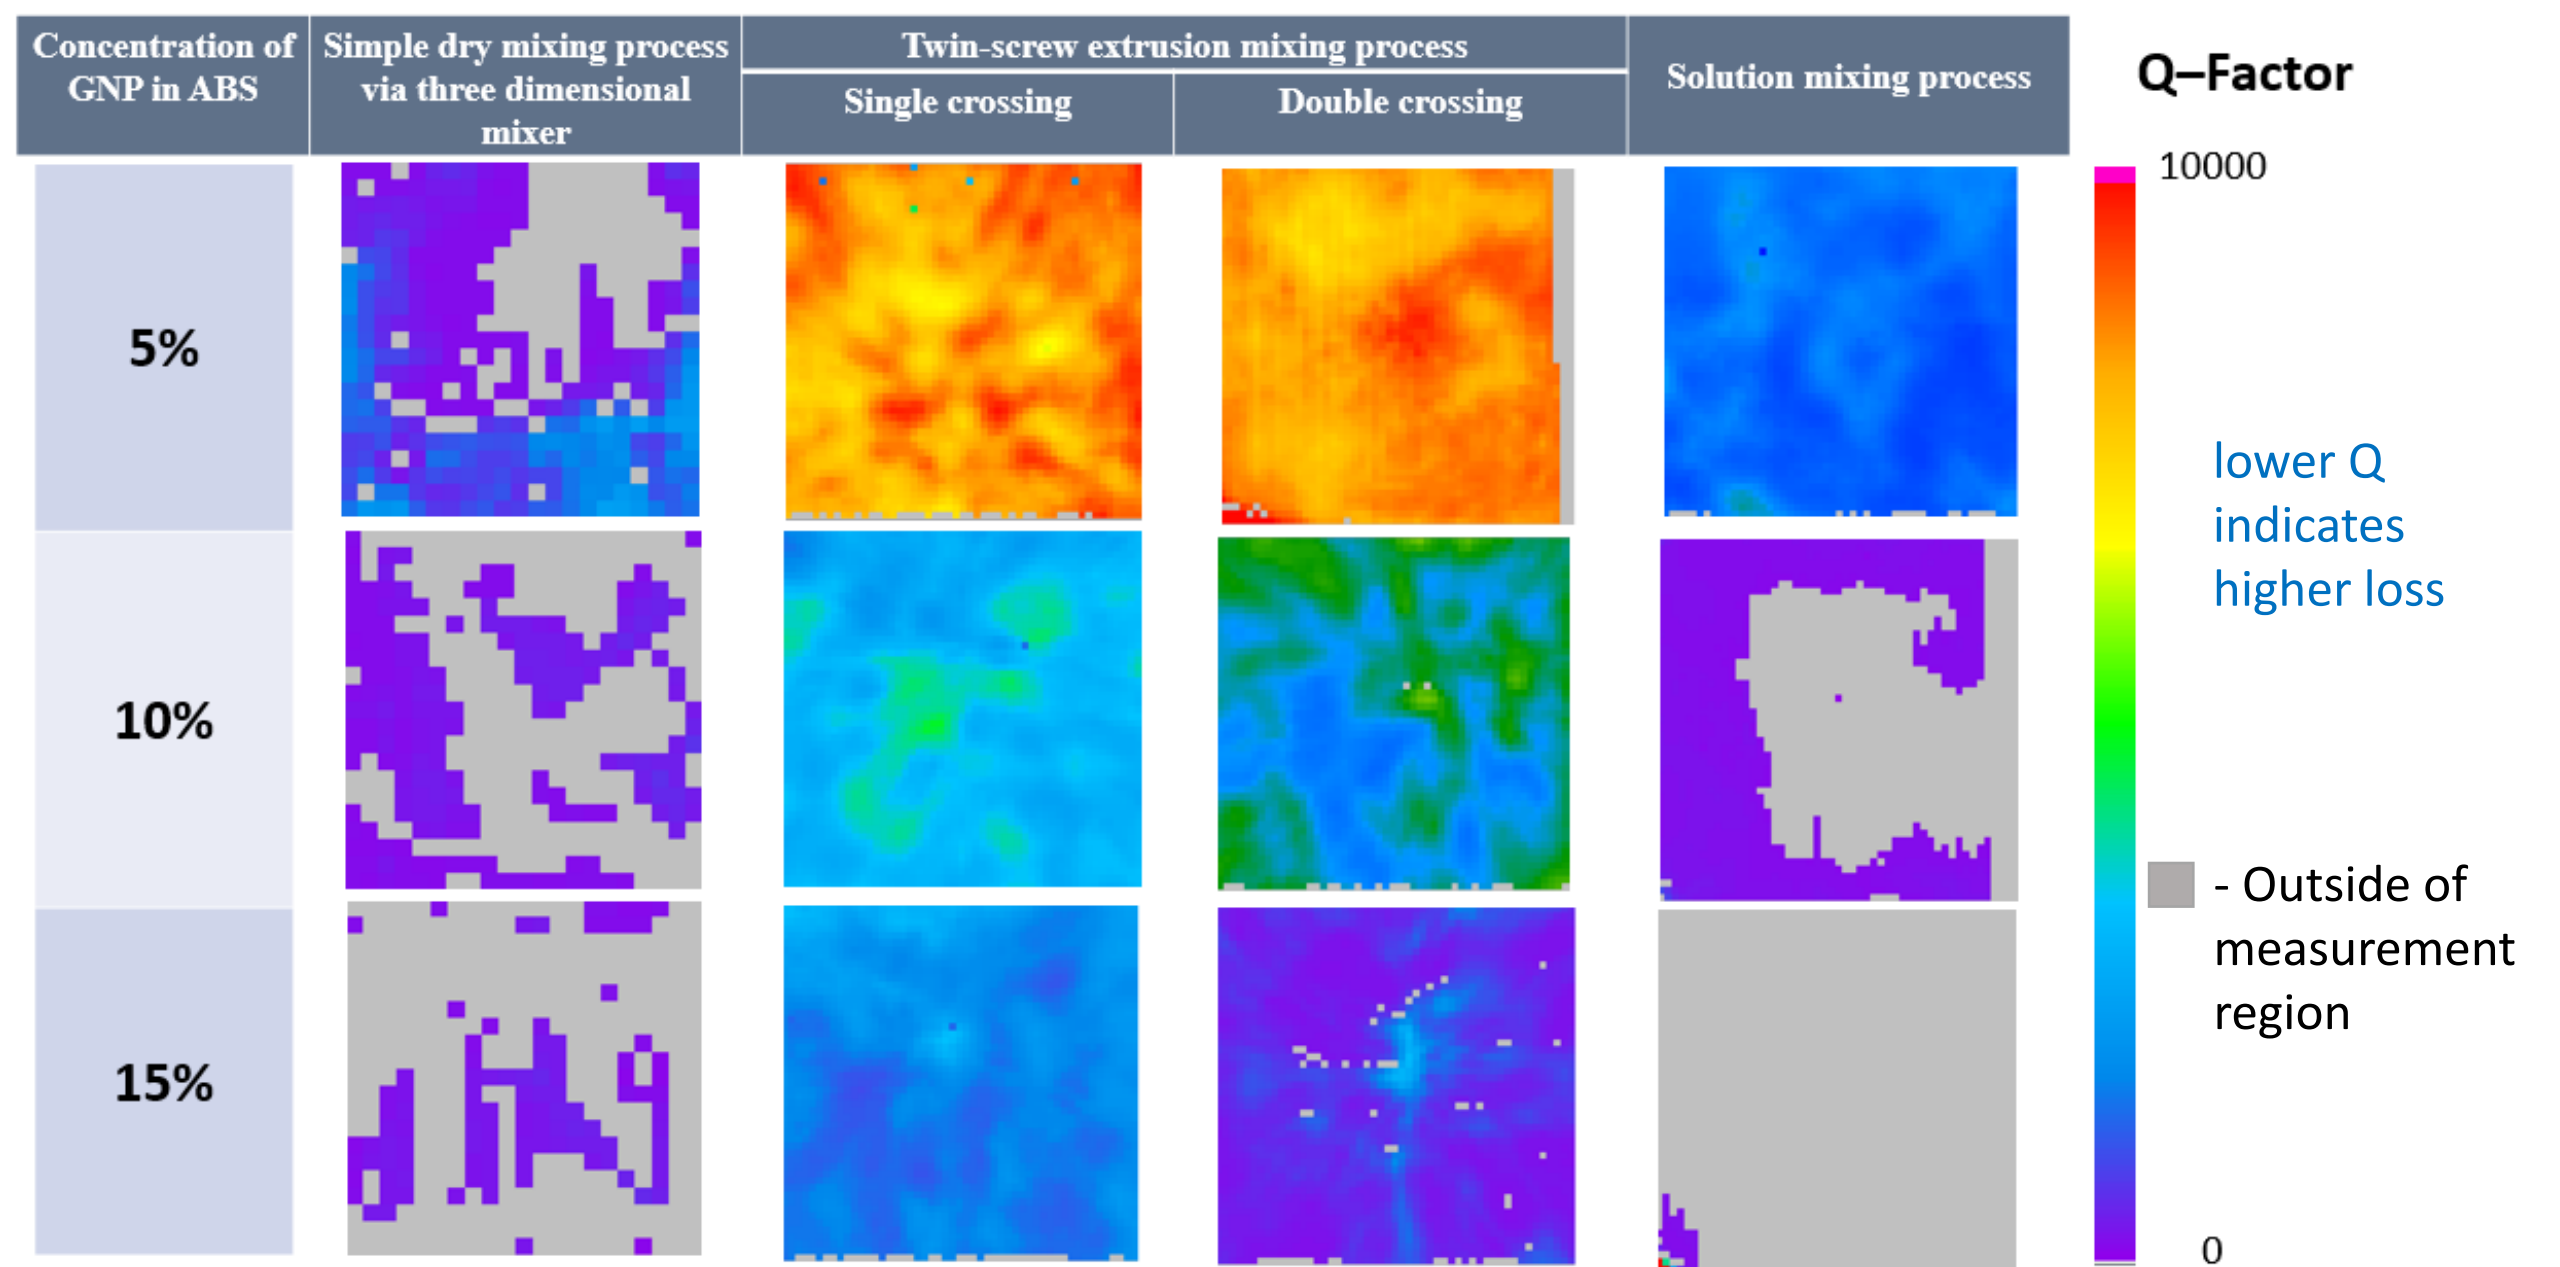 Concentration of
GNP in ABS
Simple dry mixing process
via three dimensional
mixer
Twin-screw extrusion mixing process
Single crossing
Double crossing
Solution mixing process
Q–Factor
10000
5%
lower Q
indicates
higher loss
10%
- Outside of
measurement
region
15%
0